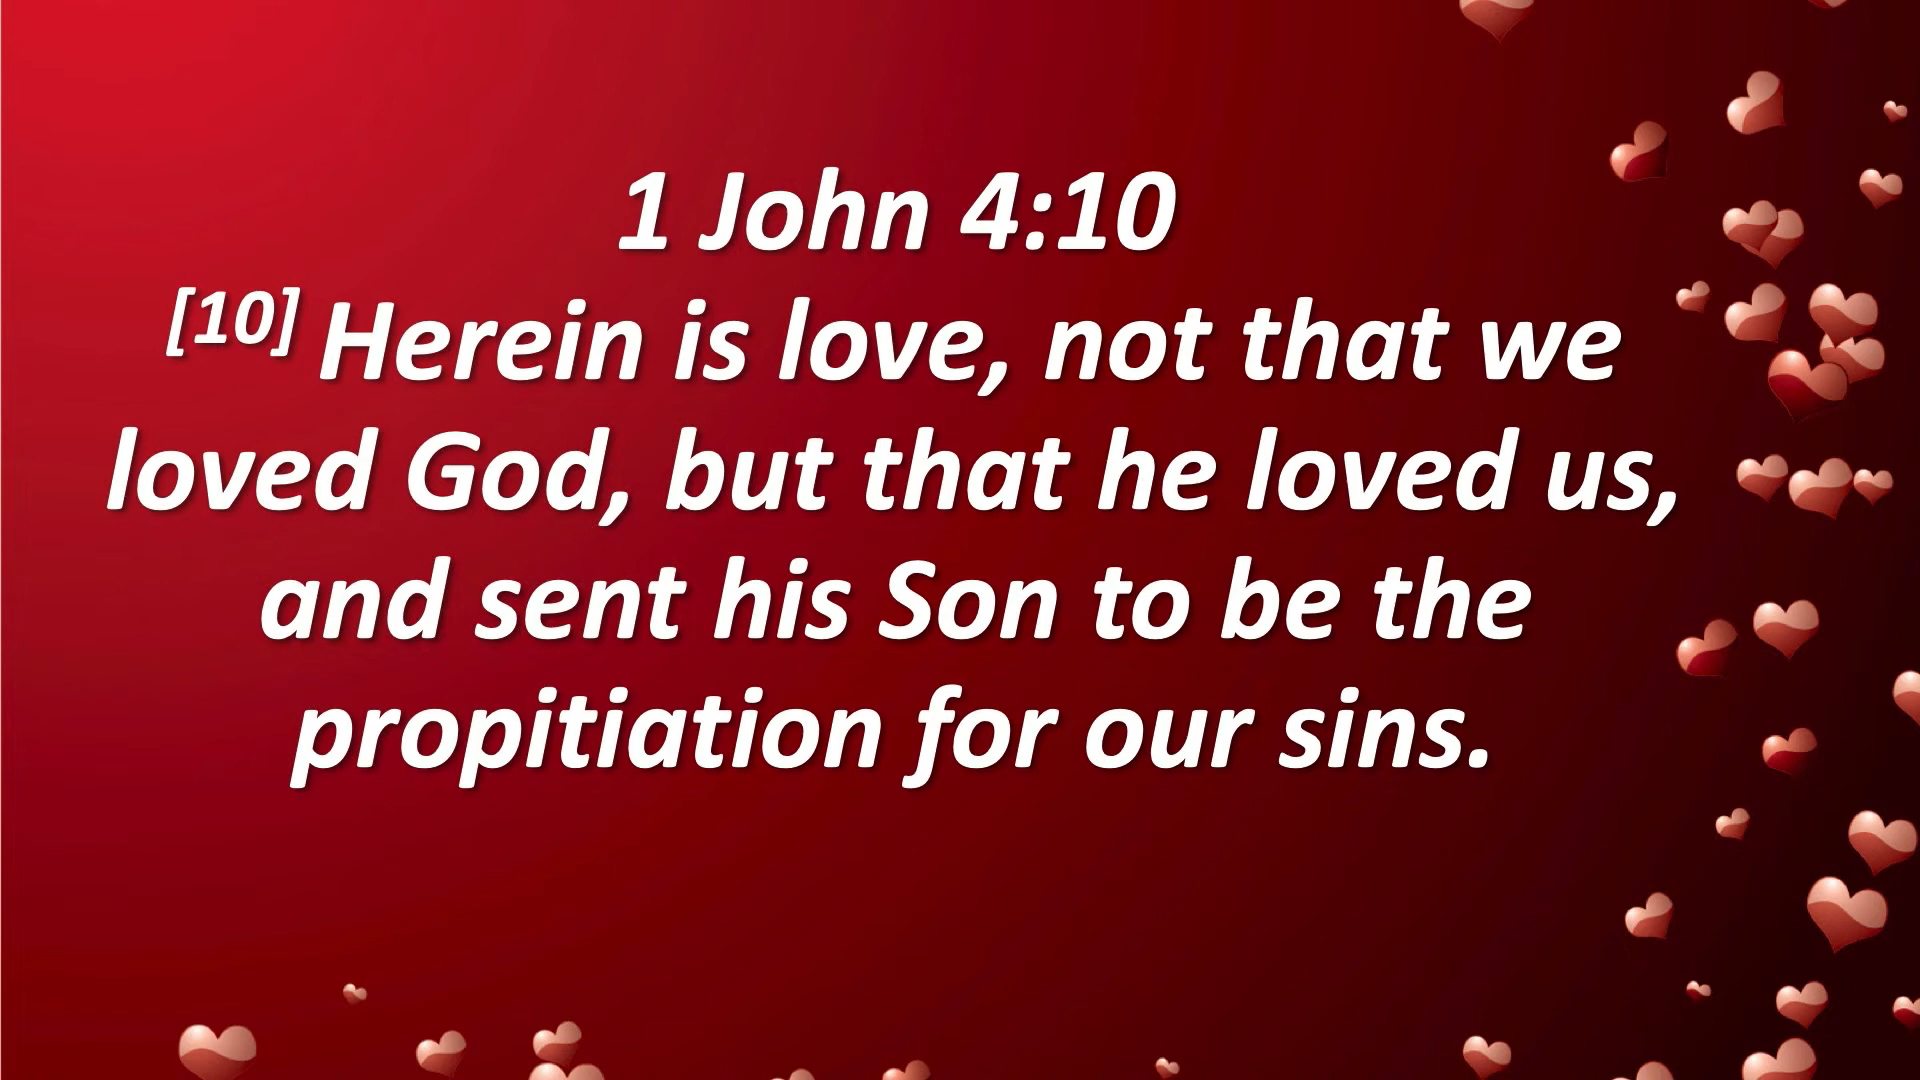 1 John 4:10
[10] Herein is love, not that we
loved God, but that he loved us,
and sent his Son to be the
propitiation for our sins.